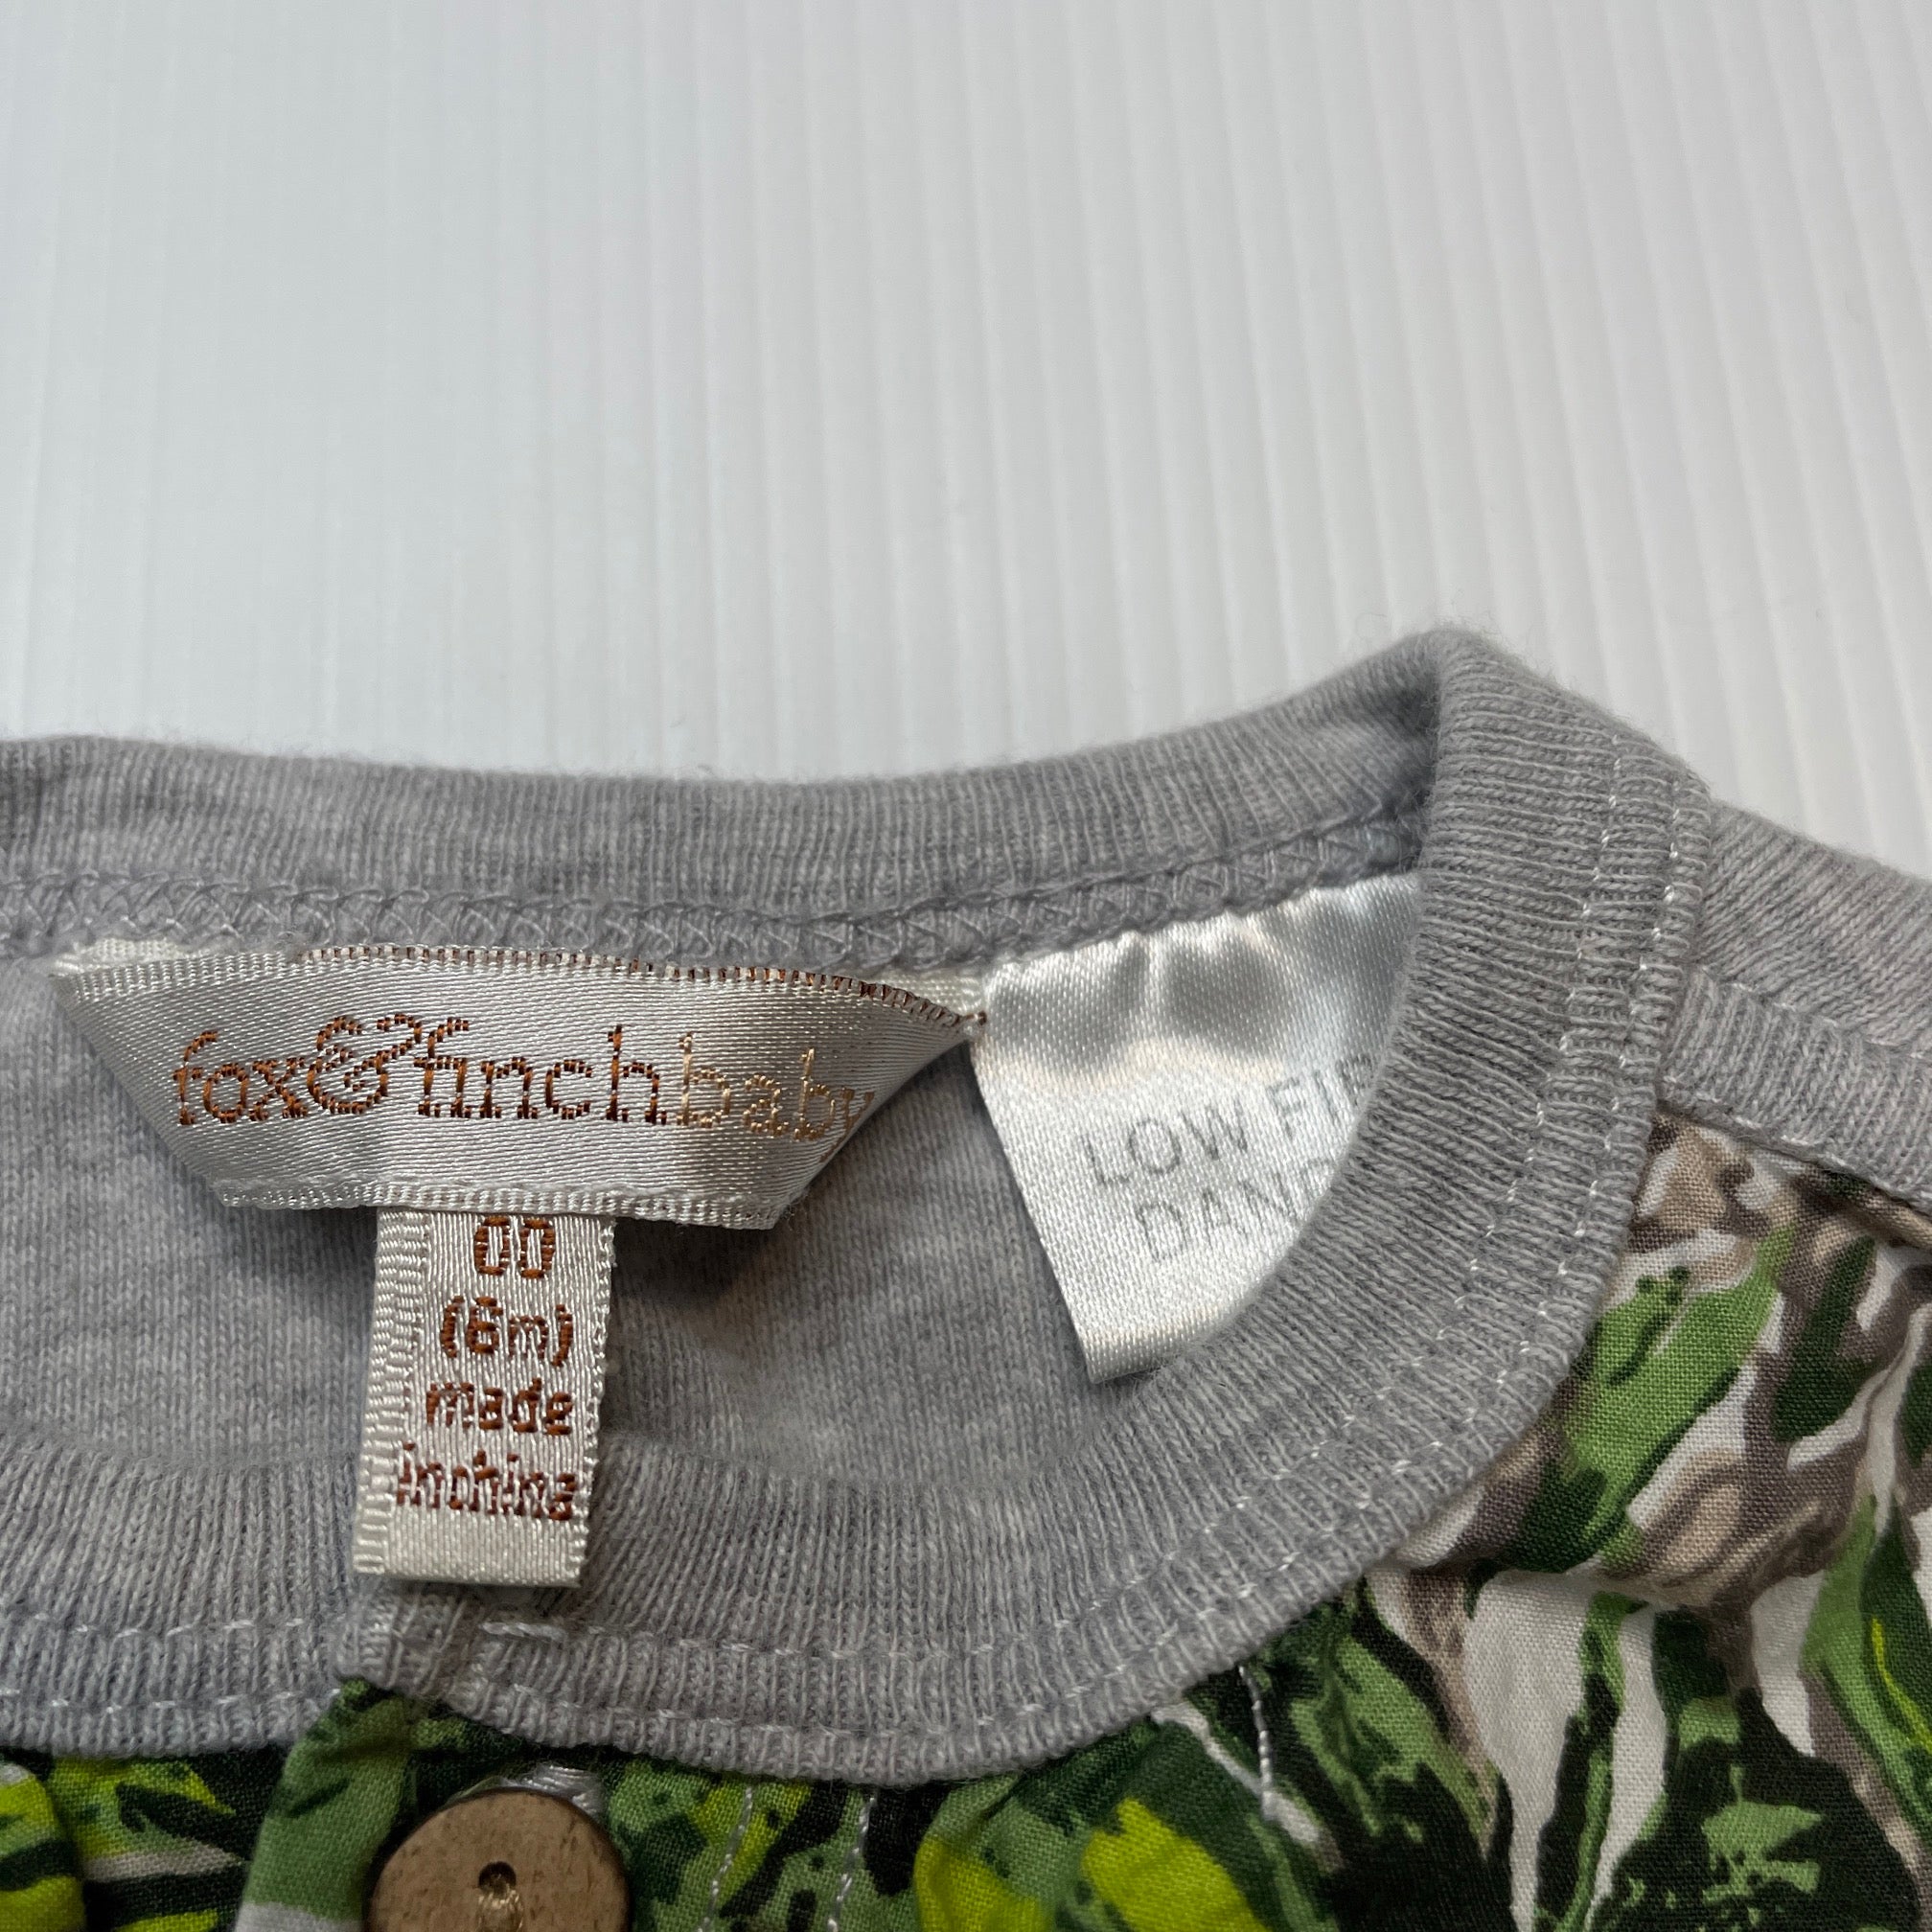 fox&finchbaby
00
(6m)
made
inchina
LOW FIR
DANG